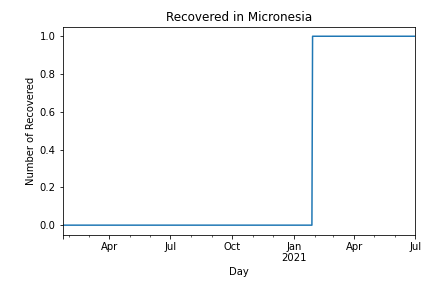 Recovered in Micronesia
Number of Recovered
1.0
0.8
0.6
0.4
0.2
0.0
Apr Jul Oct Jan Apr Jul
2021
Day